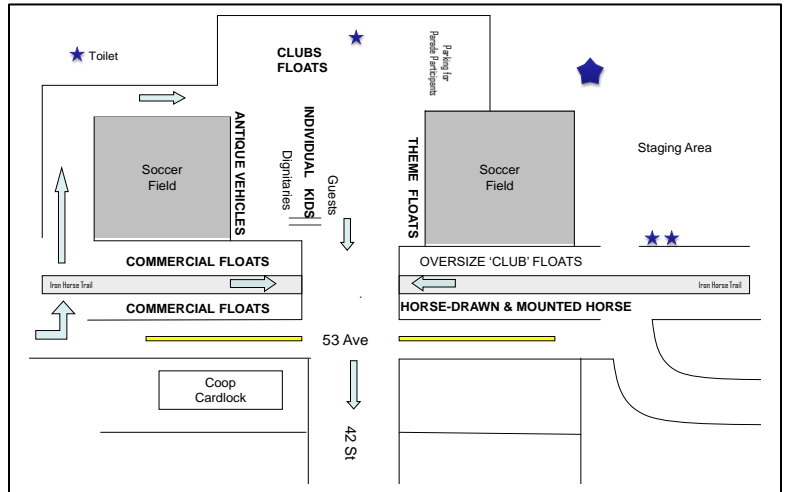 Toilet
CLUBS
FLOATS
Parking for
Parade Participants
Staging Area
ANTIQUE VEHICLES
INDIVIDUAL KIDS
Dignitaries
Guests
THEME FLOATS
Soccer
Field
Soccer
Field
COMMERCIAL FLOATS
OVERSIZE ‘CLUB’ FLOATS
Iron Horse Trail
Iron Horse Trail
COMMERCIAL FLOATS
HORSE-DRAWN & MOUNTED HORSE
53 Ave
Coop
Cardlock
42 St